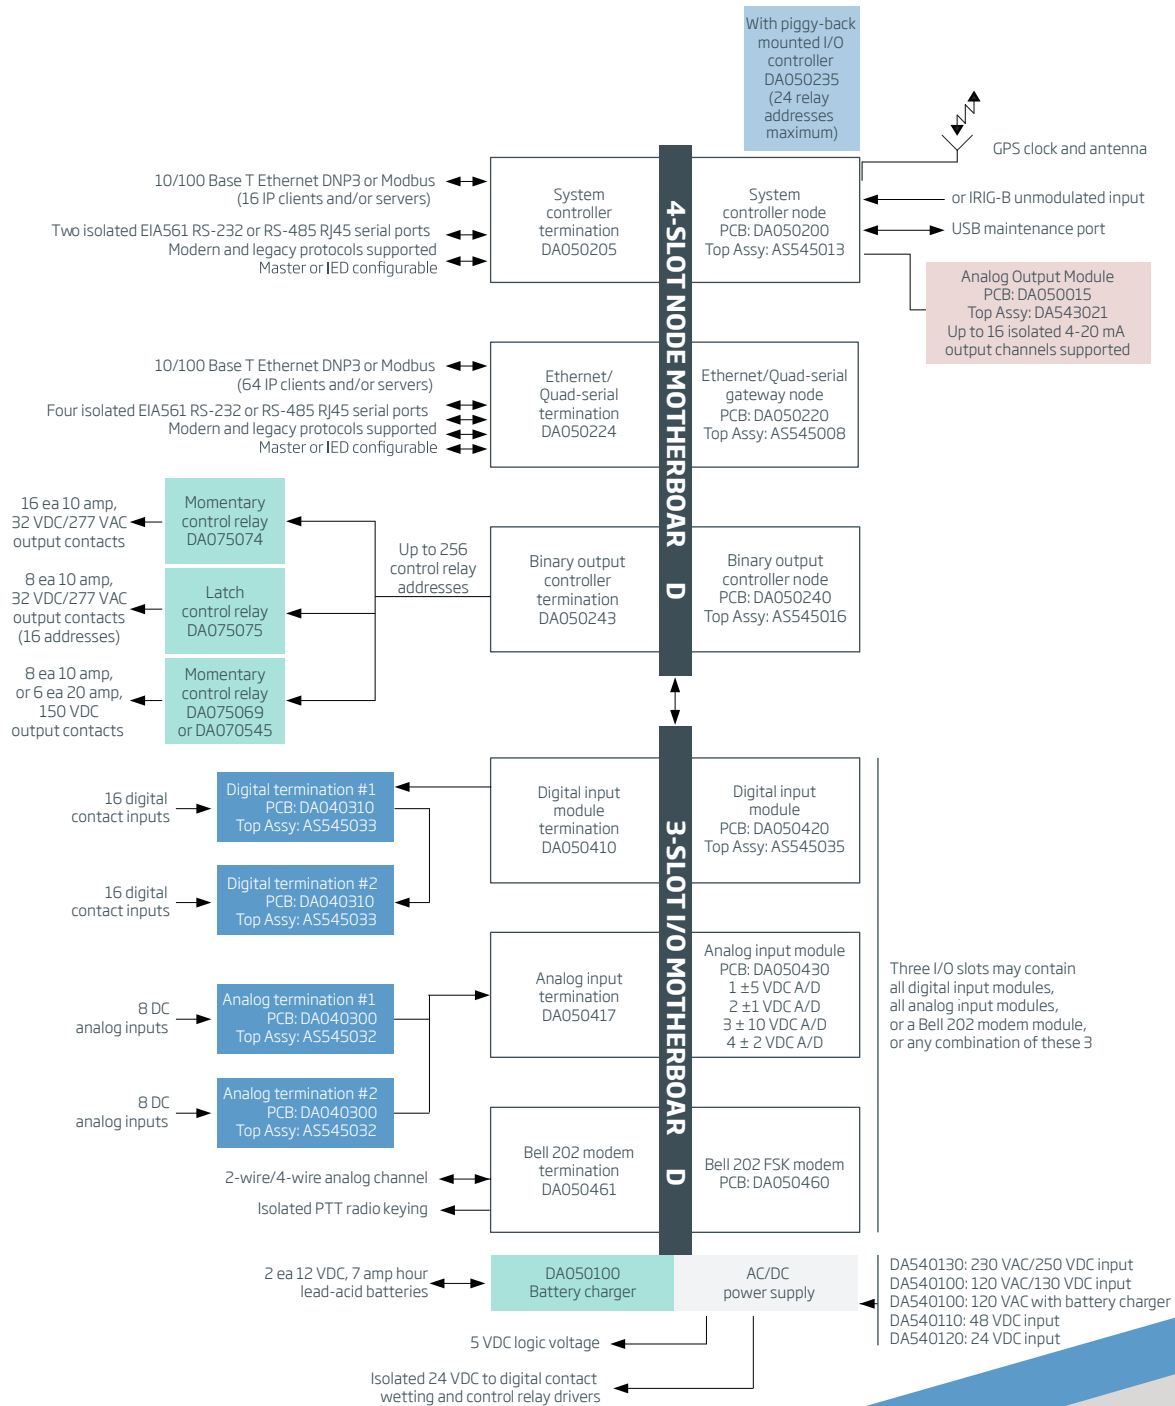 With piggy-back
mounted I/O
controller
DA050235
(24 relay
addresses
maximum)
GPS clock and antenna
10/100 Base T Ethernet DNP3 or Modbus
(16 IP clients and/or servers)
Two isolated EIA561 RS-232 or RS-485 RJ45 serial ports
Modern and legacy protocols supported
Master or IED configurable
System
controller
termination
DA050205
4-SLOT NODE MOTHERBOAR D
System
controller node
PCB: DA050200
Top Assy: AS545013
or IRIG-B unmodulated input
USB maintenance port
Analog Output Module
PCB: DA050015
Top Assy: DA543021
Up to 16 isolated 4-20 mA
output channels supported
10/100 Base T Ethernet DNP3 or Modbus
(64 IP clients and/or servers)
Four isolated EIA561 RS-232 or RS-485 RJ45 serial ports
Modern and legacy protocols supported
Master or IED configurable
Ethernet/
Quad-serial
termination
DA050224
Ethernet/Quad-serial
gateway node
PCB: DA050220
Top Assy: AS545008
16 ea 10 amp,
32 VDC/277 VAC
output contacts
Momentary
control relay
DA075074
8 ea 10 amp,
32 VDC/277 VAC
output contacts
(16 addresses)
Latch
control relay
DA075075
8 ea 10 amp,
or 6 ea 20 amp,
150 VDC
output contacts
Momentary
control relay
DA075069
or DA070545
Up to 256
control relay
addresses
Binary output
controller
termination
DA050243
Binary output
controller node
PCB: DA050240
Top Assy: AS545016
16 digital
contact inputs
Digital termination #1
PCB: DA040310
Top Assy: AS545033
16 digital
contact inputs
Digital termination #2
PCB: DA040310
Top Assy: AS545033
Digital input
module
termination
DA050410
3-SLOT I/O MOTHERBOAR D
Digital input
module
PCB: DA050420
Top Assy: AS545035
8 DC
analog inputs
Analog termination #1
PCB: DA040300
Top Assy: AS545032
8 DC
analog inputs
Analog termination #2
PCB: DA040300
Top Assy: AS545032
Analog input
termination
DA050417
Analog input module
PCB: DA050430
1 ±5 VDC A/D
2 ±1 VDC A/D
3 ± 10 VDC A/D
4 ± 2 VDC A/D
Three I/O slots may contain
all digital input modules,
all analog input modules,
or a Bell 202 modem module,
or any combination of these 3
2-wire/4-wire analog channel
Isolated PTT radio keying
Bell 202 modem
termination
DA050461
Bell 202 FSK modem
PCB: DA050460
2 ea 12 VDC, 7 amp hour
lead-acid batteries
DA050100
Battery charger
AC/DC
power supply
DA540130: 230 VAC/250 VDC input
DA540100: 120 VAC/130 VDC input
DA540100: 120 VAC with battery charger
DA540110: 48 VDC input
DA540120: 24 VDC input
5 VDC logic voltage
Isolated 24 VDC to digital contact
wetting and control relay drivers